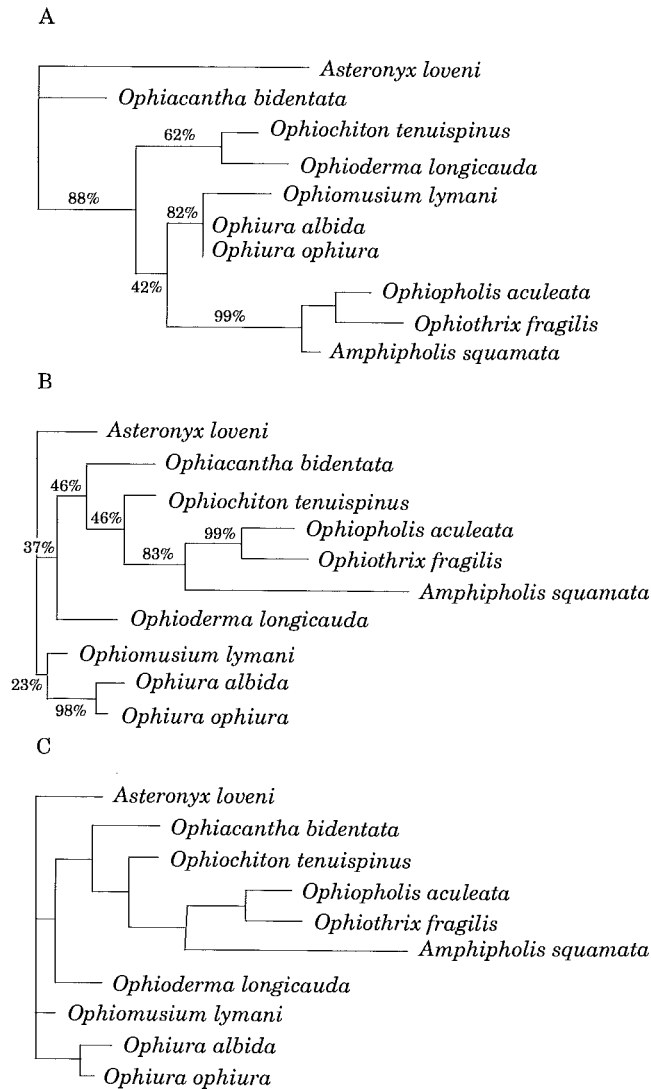 A
Asteronyx loveni
Ophiacantha bidentata
62%
Ophiochiton tenuispinus
Ophioderma longicauda
88%
Ophiomusium lymani
82%
Ophiura albida
Ophiura ophiura
42%
Ophiopholis aculeata
99%
Ophiothrix fragilis
Amphipholis squamata
B
Asteronyx loveni
Ophiacantha bidentata
46%
Ophiochiton tenuispinus
46%
99%
Ophiopholis aculeata
37%
83%
Ophiothrix fragilis
Amphipholis squamata
Ophioderma longicauda
Ophiomusium lymani
23%
Ophiura albida
98%
Ophiura ophiura
C
Asteronyx loveni
Ophiacantha bidentata
Ophiochiton tenuispinus
Ophiopholis aculeata
Ophiothrix fragilis
Amphipholis squamata
Ophioderma longicauda
Ophiomusium lymani
Ophiura albida
Ophiura ophiura